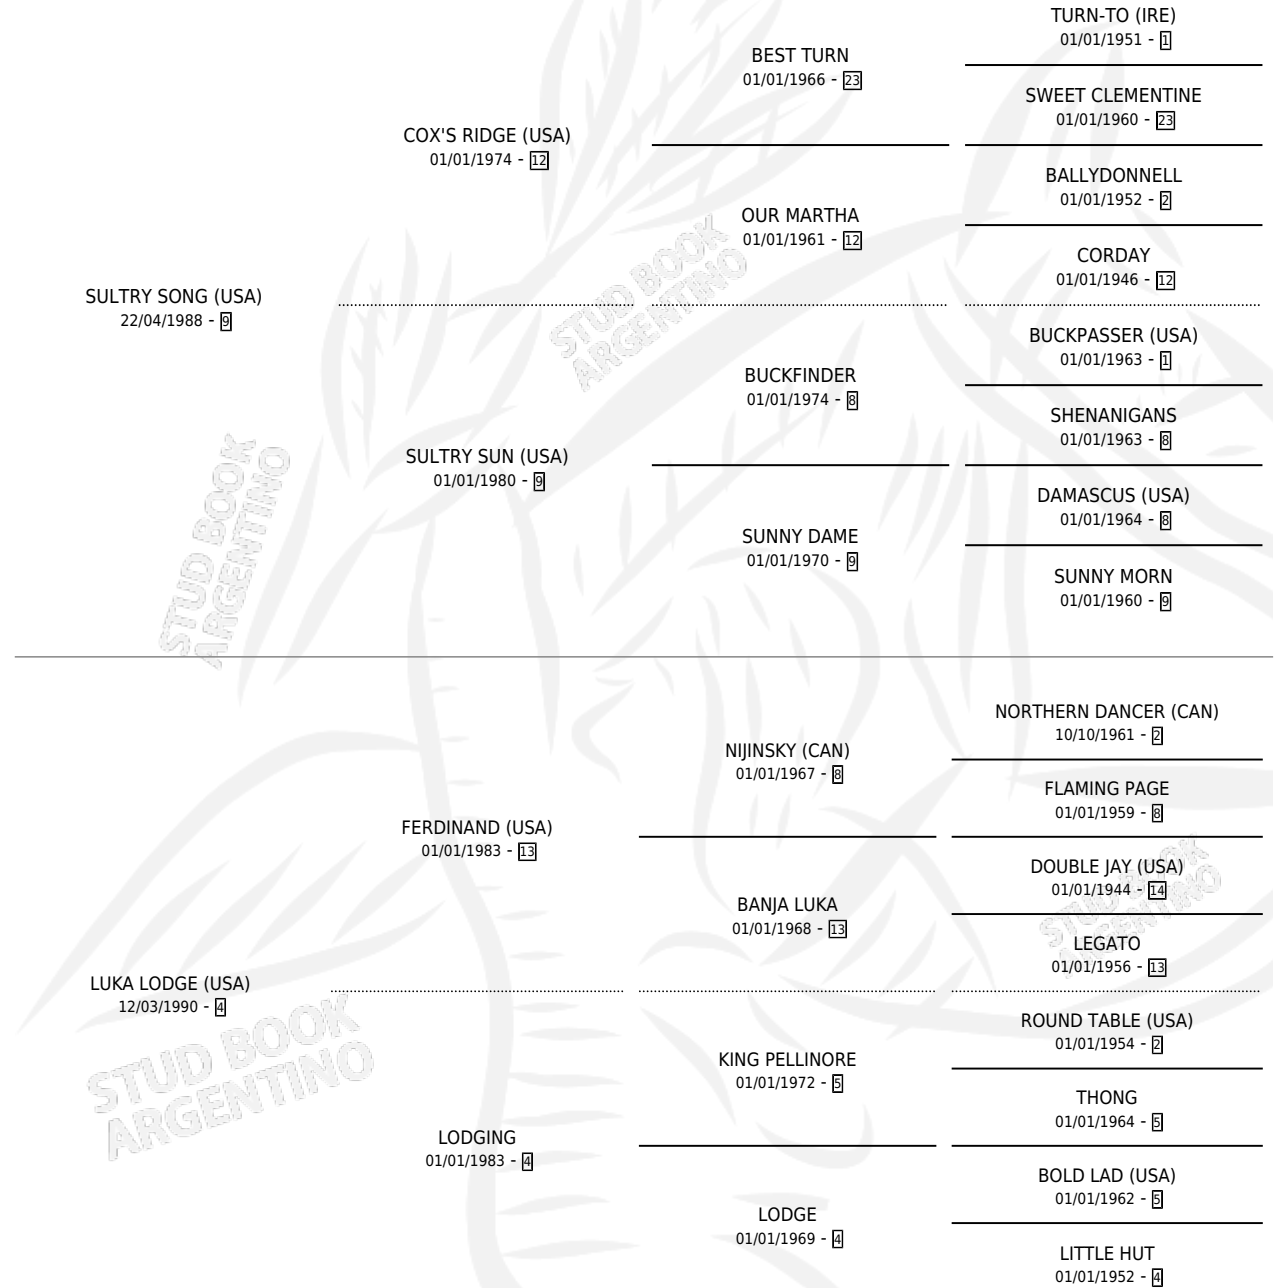 TURN-TO (IRE)
01/01/1951 - 1
BEST TURN
01/01/1966 - 23
SWEET CLEMENTINE
01/01/1960 - 23
COX'S RIDGE (USA)
01/01/1974 - 12
BALLYDONNELL
01/01/1952 - 2
OUR MARTHA
01/01/1961 - 12
CORDAY
01/01/1946 - 12
SULTRY SONG (USA)
22/04/1988 - 9
STUD BOOK
ARGENTINO
BUCKPASSER (USA)
01/01/1963 - 1
BUCKFINDER
01/01/1974 - 8
SHENANIGANS
01/01/1963 - 8
SULTRY SUN (USA)
01/01/1980 - 9
DAMASCUS (USA)
01/01/1964 - 8
SUNNY DAME
01/01/1970 - 9
SUNNY MORN
01/01/1960 - 9
STUD BOOK
ARGENTINO
NORTHERN DANCER (CAN)
10/10/1961 - 2
NIJINSKY (CAN)
01/01/1967 - 8
FLAMING PAGE
01/01/1959 - 8
FERDINAND (USA)
01/01/1983 - 13
DOUBLE JAY (USA)
01/01/1944 - 14
BANJA LUKA
01/01/1968 - 13
LEGATO
01/01/1956 - 13
STUD BOOK
ARGENTINO
LUKA LODGE (USA)
12/03/1990 - 4
ROUND TABLE (USA)
01/01/1954 - 2
KING PELLINORE
01/01/1972 - 5
THONG
01/01/1964 - 5
STUD BOOK
ARGENTINO
LODGING
01/01/1983 - 4
BOLD LAD (USA)
01/01/1962 - 5
LODGE
01/01/1969 - 4
LITTLE HUT
01/01/1952 - 4